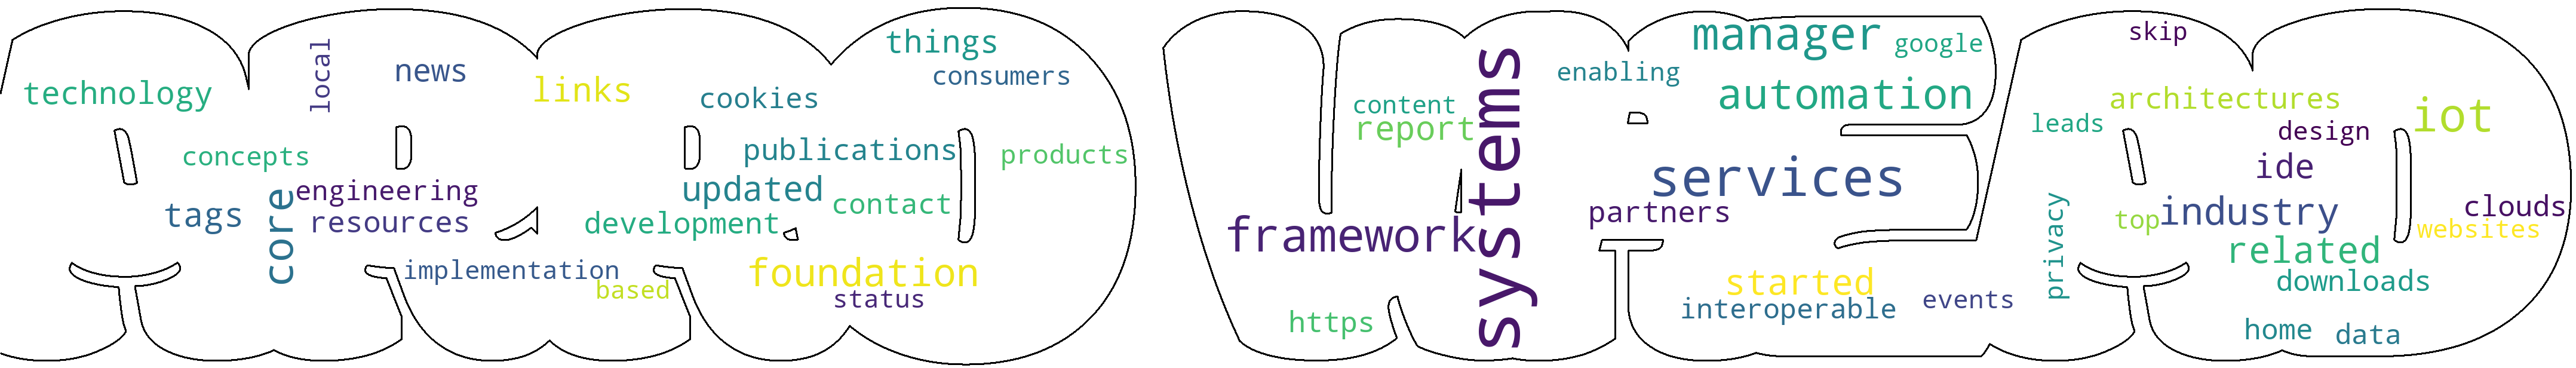 technology
local
news
links
cookies
things
consumers
concepts
publications
products
core
engineering
updated
tags
resources
development
contact
implementation
based
foundation
status
manager
google
enabling
automation
content
report
systems
services
partners
framework
started
interoperable
events
https
skip
architectures
iot
leads
design
ide
privacy
top
industry
clouds
websites
related
downloads
home
data